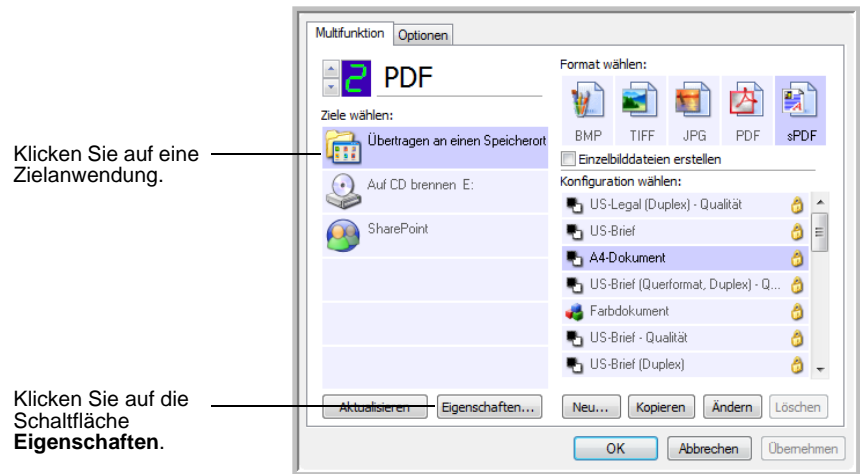 Multifunktion Optionen
2 PDF
Ziele wählen:
Übertragen an einen Speicherort
Auf CD brennen E:
SharePoint
Aktualisieren Eigenschaften...
Format wählen:
BMP TIFF JPG PDF sPDF
Einzelbilddateien erstellen
Konfiguration wählen:
US-Legal (Duplex) - Qualität
US-Brief
A4-Dokument
US-Brief (Querformat, Duplex) - Q...
Farbdokument
US-Brief - Qualität
US-Brief (Duplex)
Neu... Kopieren Ändern Löschen
OK Abbrechen Übernehmen
Klicken Sie auf eine
Zielanwendung.
Klicken Sie auf die
Schaltfläche
Eigenschaften.